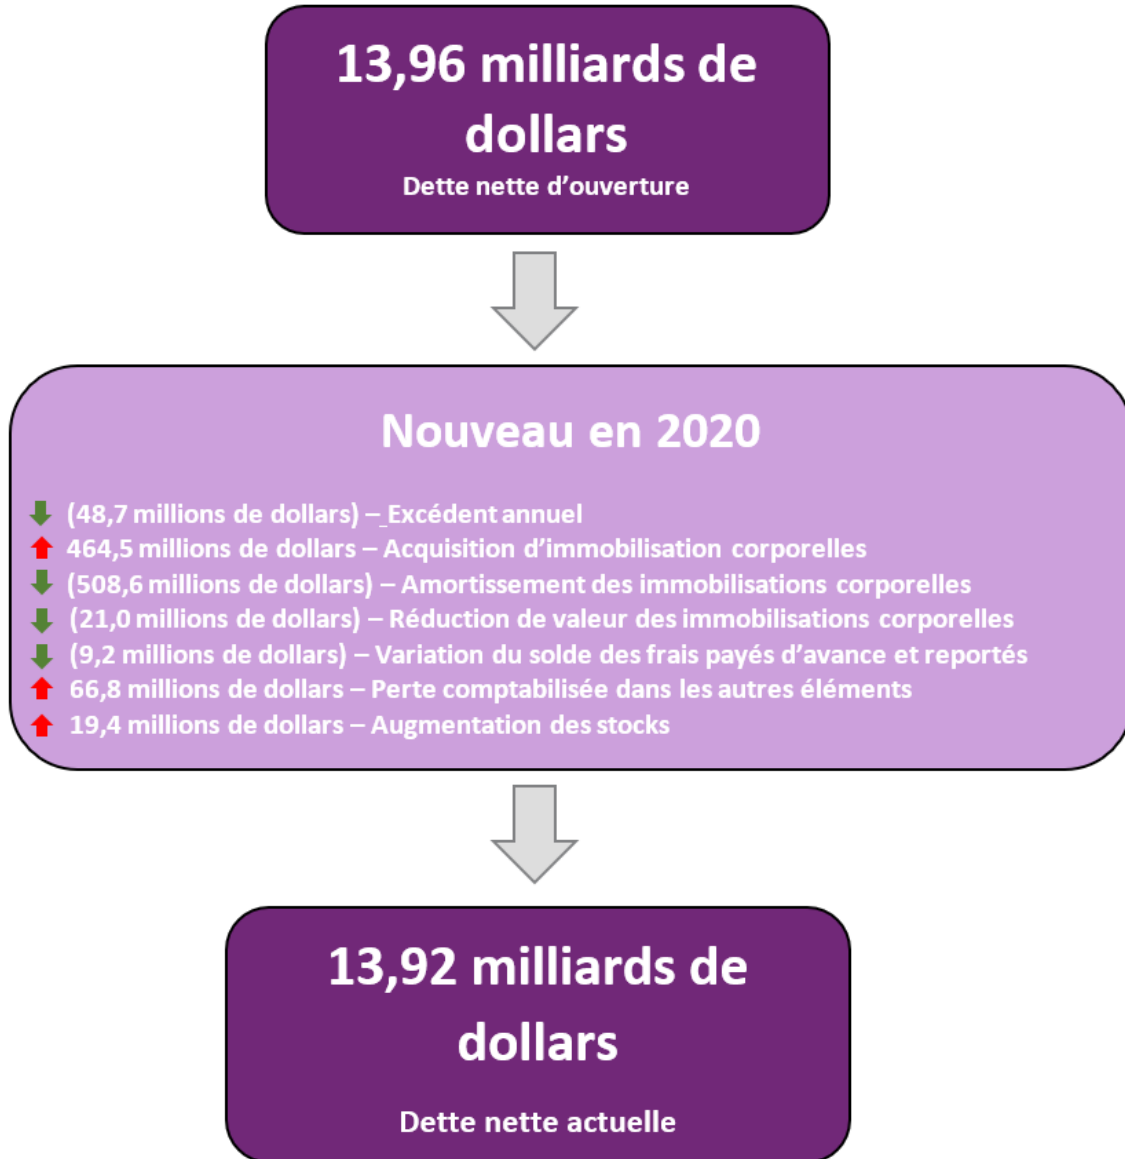 13,96 milliards de
dollars
Dette nette d’ouverture
Nouveau en 2020
(48,7 millions de dollars) – Excédent annuel
464,5 millions de dollars – Acquisition d’immobilisation corporelles
(508,6 millions de dollars) – Amortissement des immobilisations corporelles
(21,0 millions de dollars) – Réduction de valeur des immobilisations corporelles
(9,2 millions de dollars) – Variation du solde des frais payés d’avance et reportés
66,8 millions de dollars – Perte comptabilisée dans les autres éléments
19,4 millions de dollars – Augmentation des stocks
13,92 milliards de
dollars
Dette nette actuelle